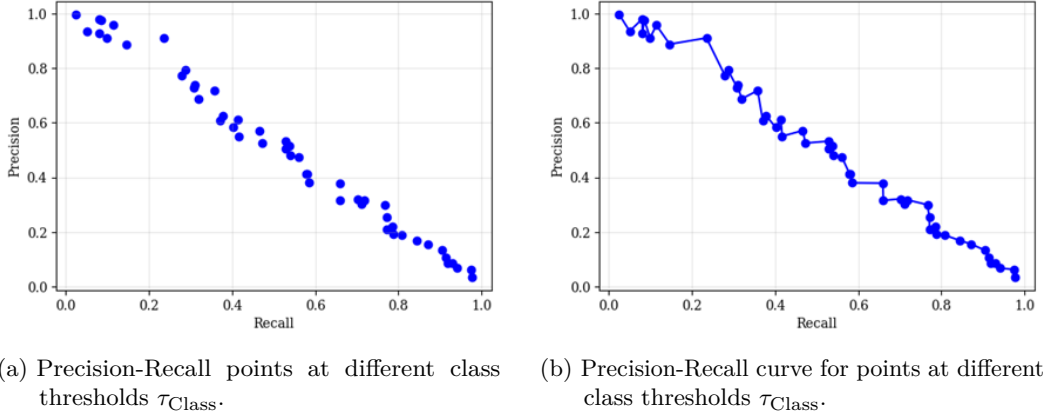 1.0
0.8
0.6
0.4
0.2
0.0
Precision
0.0 0.2 0.4 0.6 0.8 1.0
Recall
1.0
0.8
0.6
0.4
0.2
0.0
Precision
0.0 0.2 0.4 0.6 0.8 1.0
Recall
a) Precision-Recall points at different class
thresholds τClass.
(b) Precision-Recall curve for points at different
class thresholds τClass.